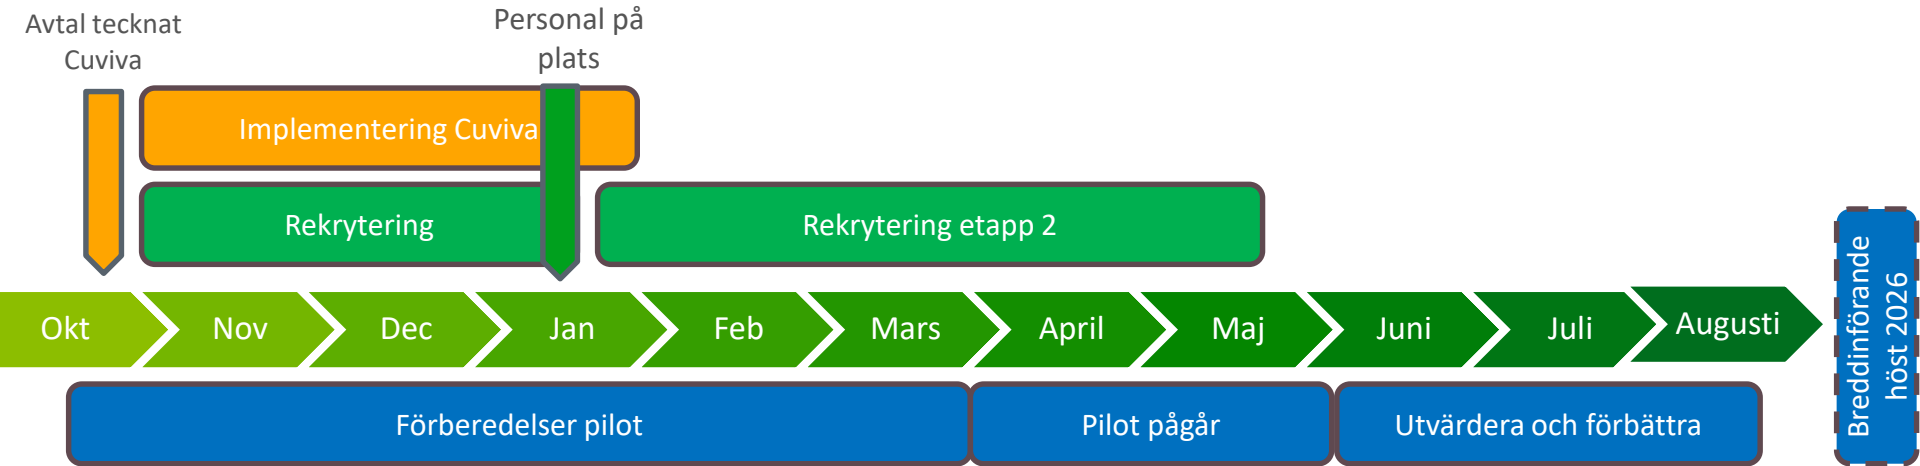 Avtal tecknat
Cuviva
Personal på
plats
Implementering Cuviva
Rekrytering
Rekrytering etapp 2
Okt
Nov
Dec
Jan
Feb
Mars
April
Maj
Juni
Juli
Augusti
Breddinförande
höst 2026
Förberedelser pilot
Pilot pågår
Utvärdera och förbättra